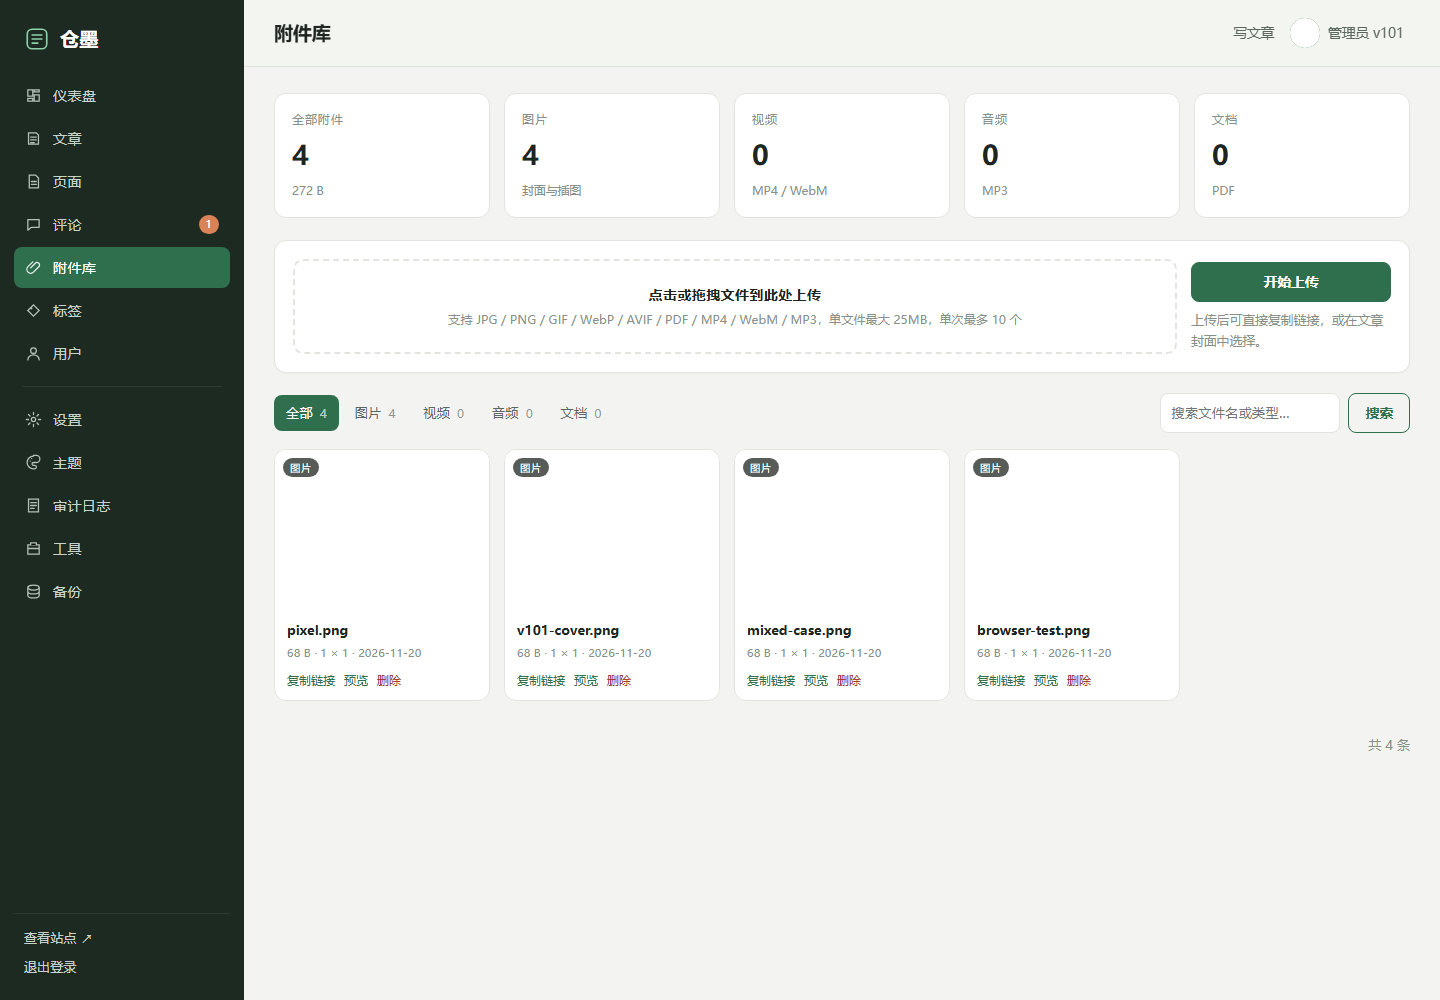 仓墨
仪表盘
文章
页面
评论 1
附件库
标签
用户
设置
主题
审计日志
工具
备份
查看站点 ↗
退出登录
附件库
写文章 管理员 v101
全部附件
4
272 B
图片
4
封面与插图
视频
0
MP4 / WebM
音频
0
MP3
文档
0
PDF
点击或拖拽文件到此处上传
支持 JPG / PNG / GIF / WebP / AVIF / PDF / MP4 / WebM / MP3，单文件最大 25MB，单次最多 10 个
开始上传
上传后可直接复制链接，或在文章
封面中选择。
全部 4 图片 4 视频 0 音频 0 文档 0
搜索文件名或类型... 搜索
图片
pixel.png
68 B · 1 × 1 · 2026-11-20
复制链接 预览 删除
图片
v101-cover.png
68 B · 1 × 1 · 2026-11-20
复制链接 预览 删除
图片
mixed-case.png
68 B · 1 × 1 · 2026-11-20
复制链接 预览 删除
图片
browser-test.png
68 B · 1 × 1 · 2026-11-20
复制链接 预览 删除
共 4 条